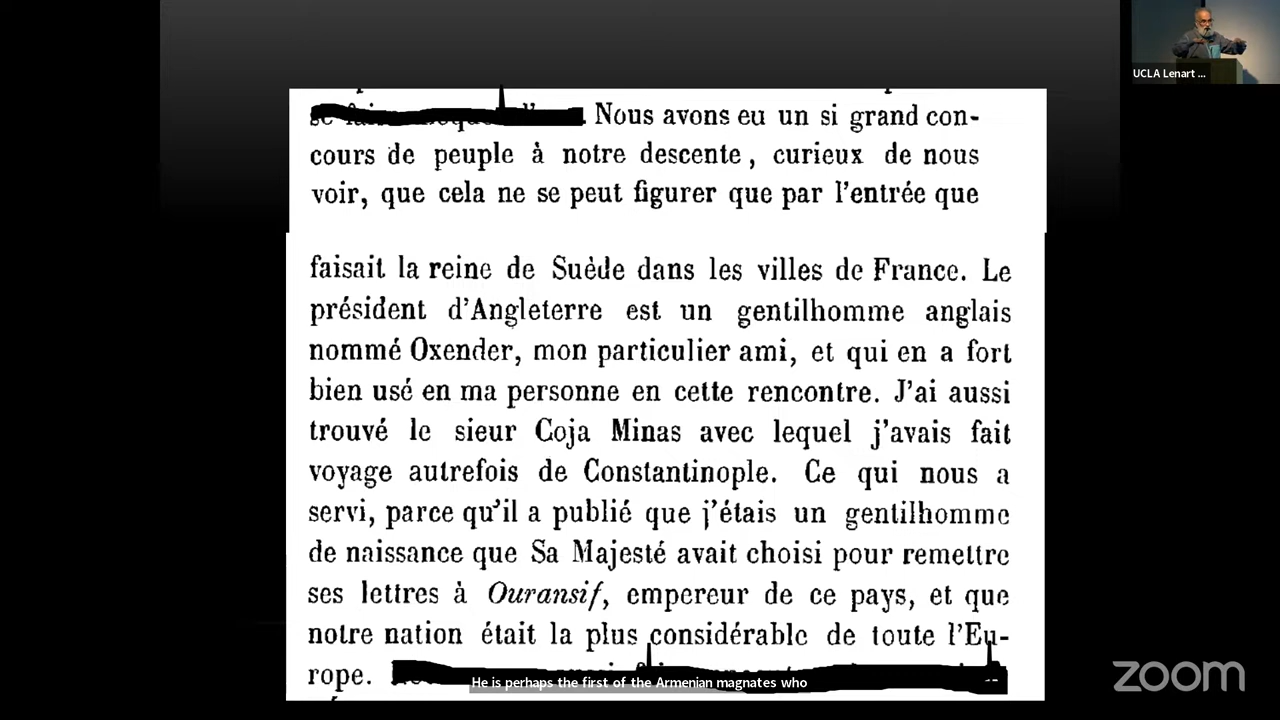 UCLA Lenart ...
Nous avons eu un si grand con-
cours de peuple à notre descente, curieux de nous
voir, que cela ne se peut figurer que par l'entrée que
faisait la reine de Suède dans les villes de France. Le
président d'Angleterre est un gentilhomme anglais
nommé Oxender, mon particulier ami, et qui en a fort
bien usé en ma personne en cette rencontre. J'ai aussi
trouvé le sieur Coja Minas avec lequel j'avais fait
voyage autrefois de Constantinople. Ce qui nous a
servi, parce qu'il a publié que j'étais un gentilhomme
de naissance que Sa Majesté avait choisi pour remettre
ses lettres à Ouransif, empereur de ce pays, et que
notre nation était la plus considérable de toute l'Eu-
rope.
He is perhaps the first of the Armenian magnates who
zoom